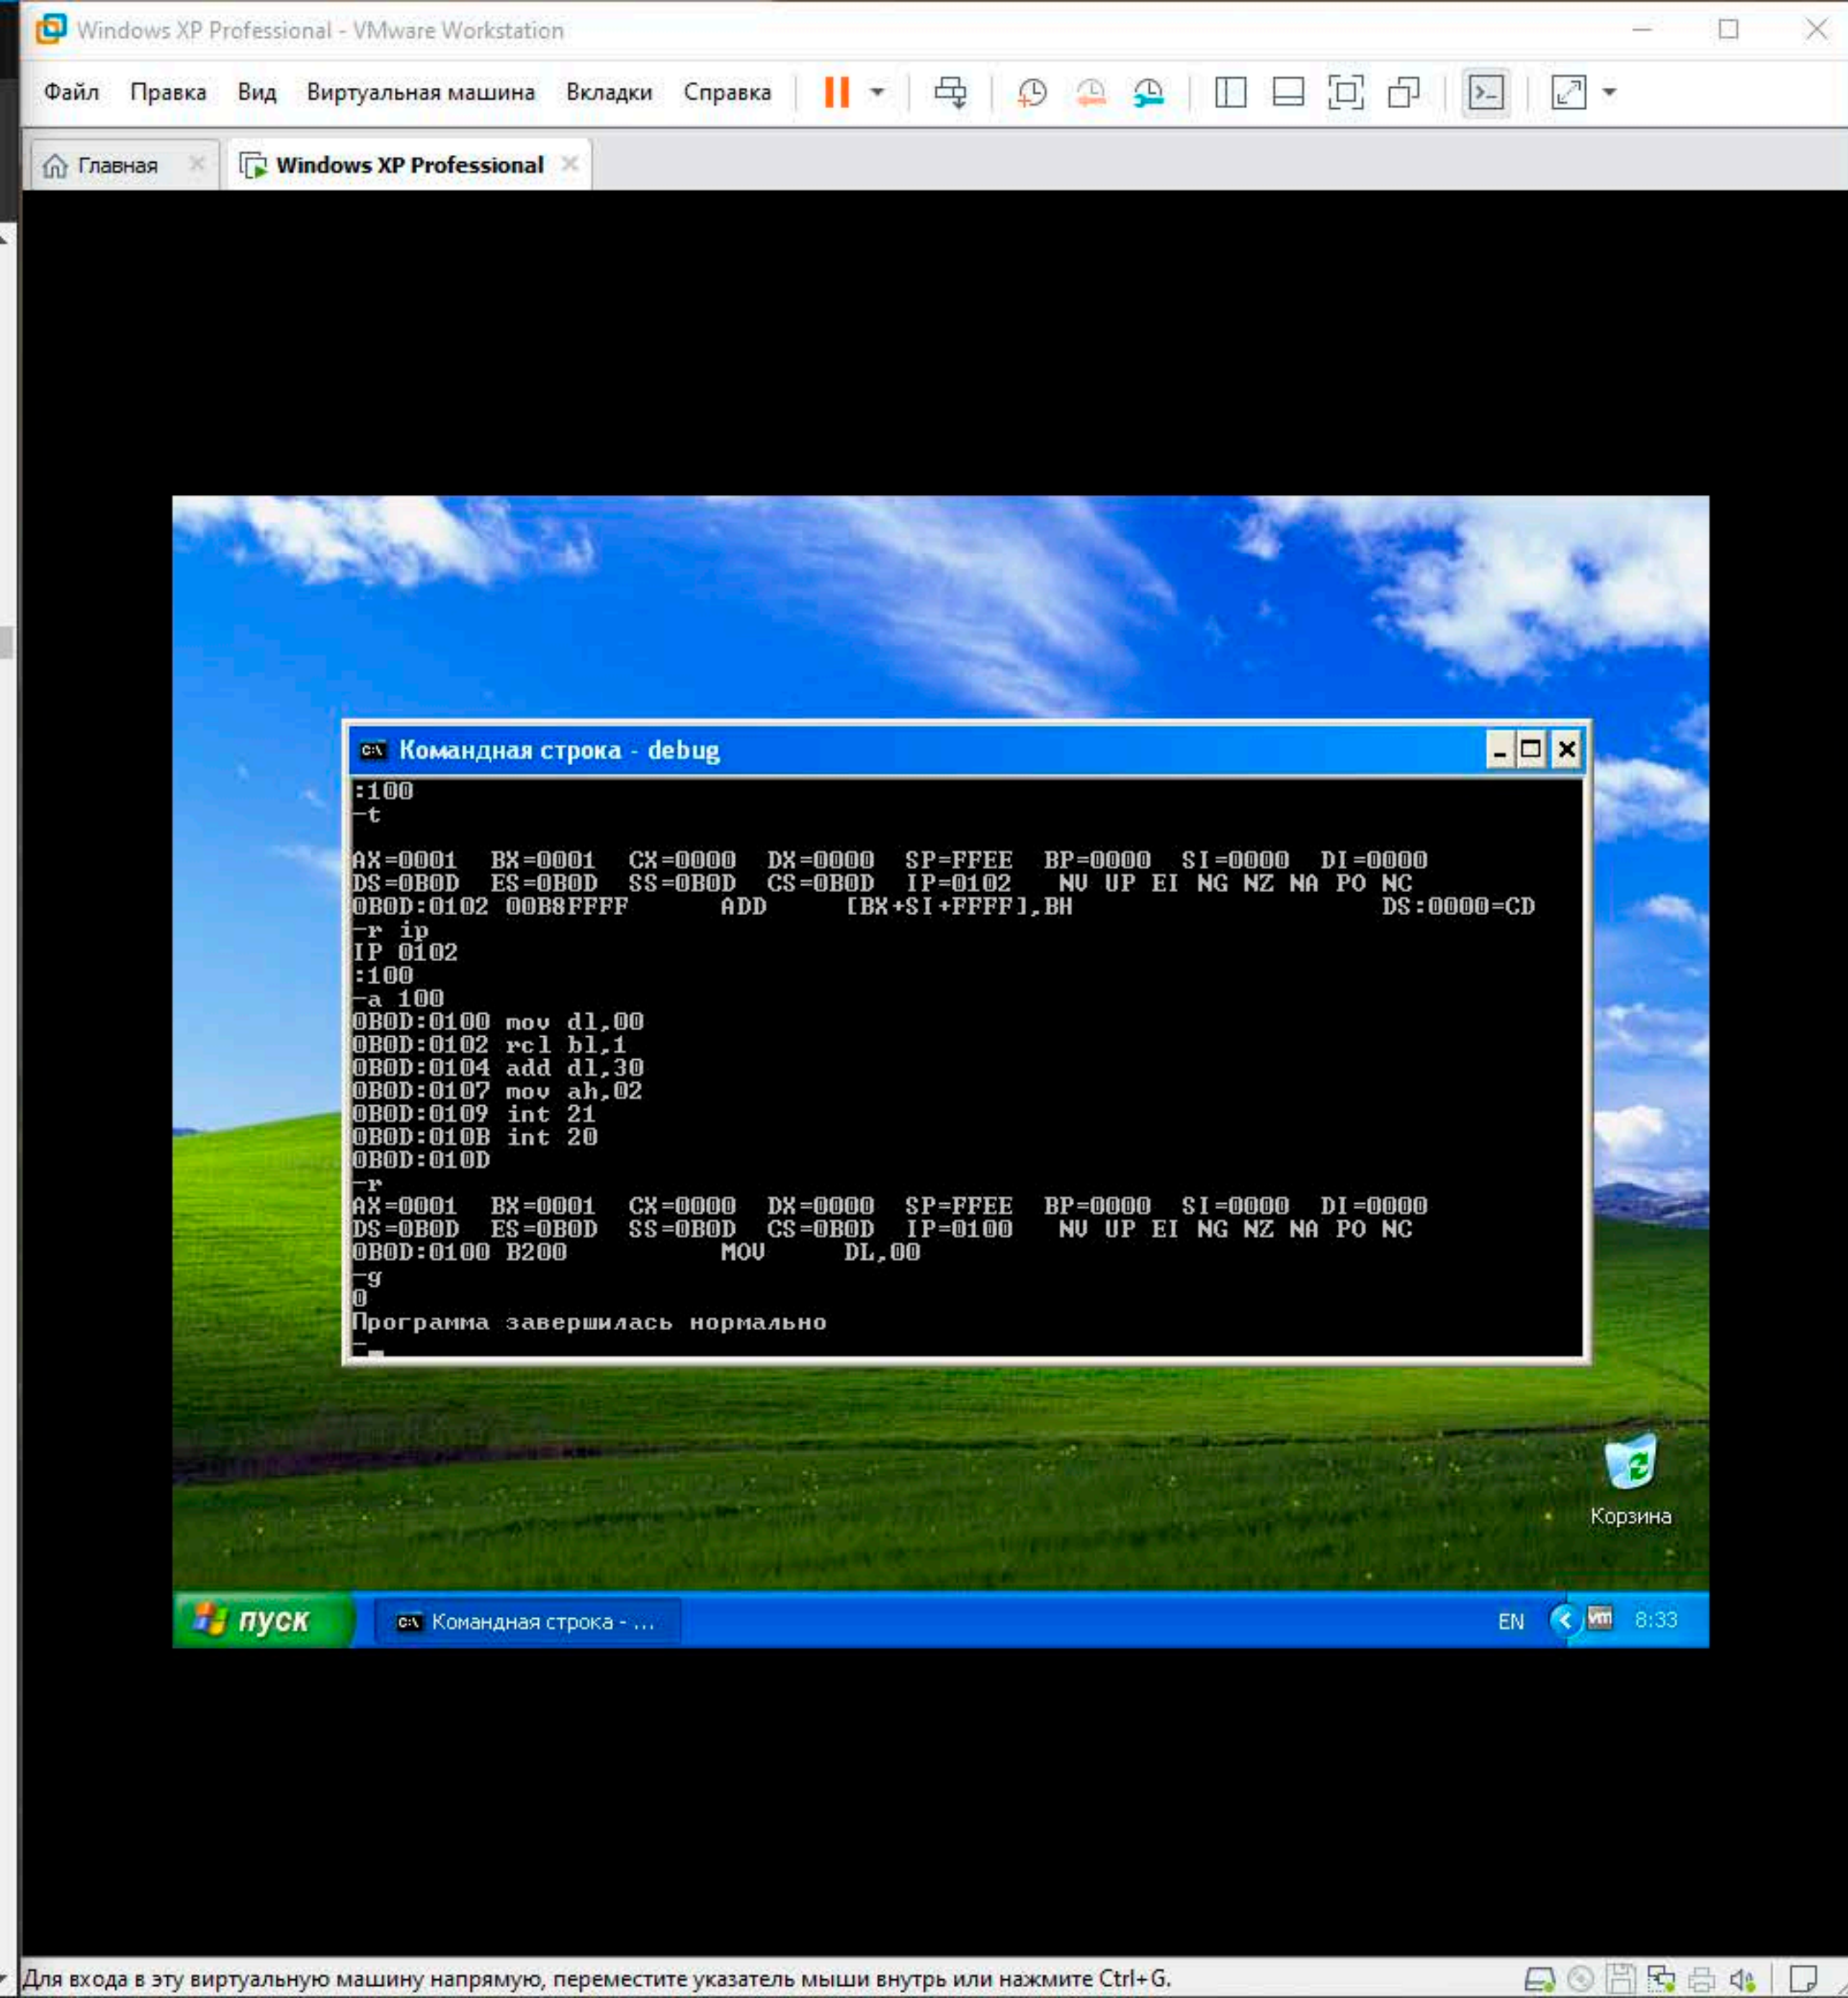 Windows XP Professional - VMware Workstation
Файл Правка Вид Виртуальная машина Вкладки Справка
Главная Windows XP Professional
Командная строка - debug
:100
-t
AX=0001 BX=0001 CX=0000 DX=0000 SP=FFEE BP=0000 SI=0000 DI=0000
DS=0B0D ES=0B0D SS=0B0D CS=0B0D IP=0102 NV UP EI NG NZ NA PO NC
0B0D:0102 00B8FFFF ADD [BX+SI+FFFF],BH DS:0000=CD
-r ip
IP 0102
:100
-a 100
0B0D:0100 mov dl,00
0B0D:0102 rcl bl,1
0B0D:0104 add dl,30
0B0D:0107 mov ah,02
0B0D:0109 int 21
0B0D:010B int 20
0B0D:010D
-r
AX=0001 BX=0001 CX=0000 DX=0000 SP=FFEE BP=0000 SI=0000 DI=0000
DS=0B0D ES=0B0D SS=0B0D CS=0B0D IP=0100 NV UP EI NG NZ NA PO NC
0B0D:0100 B200 MOV DL,00
-g
0
Программа завершилась нормально
-_
Корзина
пуск Командная строка - ... EN vm 8:33
Для входа в эту виртуальную машину напрямую, переместите указатель мыши внутрь или нажмите Ctrl+G.